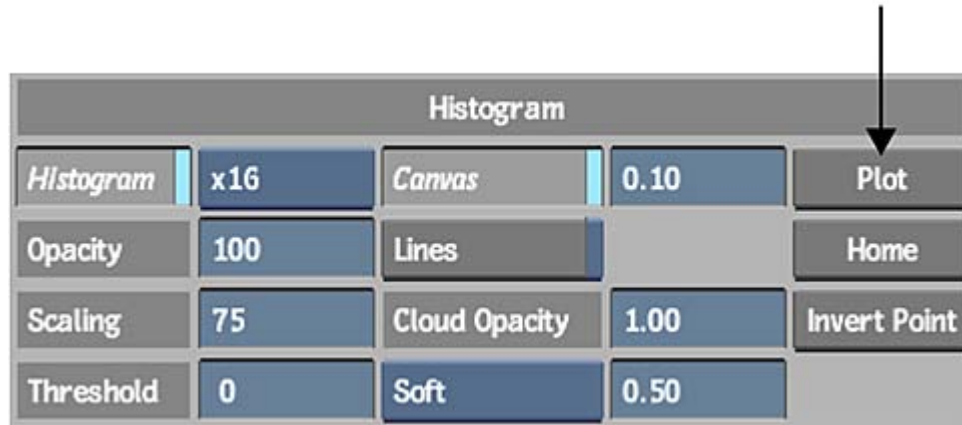 Histogram
Histogram x16 Canvas 0.10 Plot
Opacity 100 Lines Home
Scaling 75 Cloud Opacity 1.00 Invert Point
Threshold 0 Soft 0.50